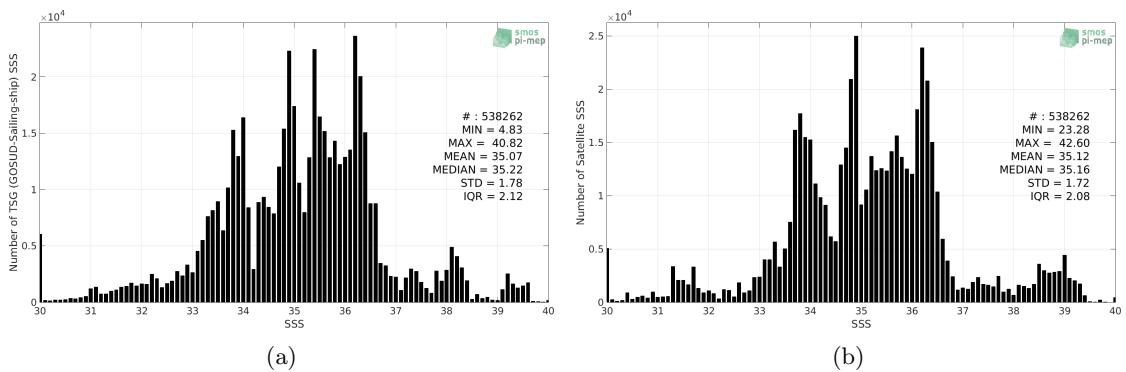 ×10⁴
smos
pi-mep
Number of TSG (GOSUD-Sailing-ship) SSS
2
1
0
# : 538262
MIN = 4.83
MAX = 40.82
MEAN = 35.07
MEDIAN = 35.22
STD = 1.78
IQR = 2.12
30 31 32 33 34 35 36 37 38 39 40
SSS
(a)
×10⁴
smos
pi-mep
Number of Satellite SSS
2.5
2
1.5
1
0.5
0
# : 538262
MIN = 23.28
MAX = 42.60
MEAN = 35.12
MEDIAN = 35.16
STD = 1.72
IQR = 2.08
30 31 32 33 34 35 36 37 38 39 40
SSS
(b)